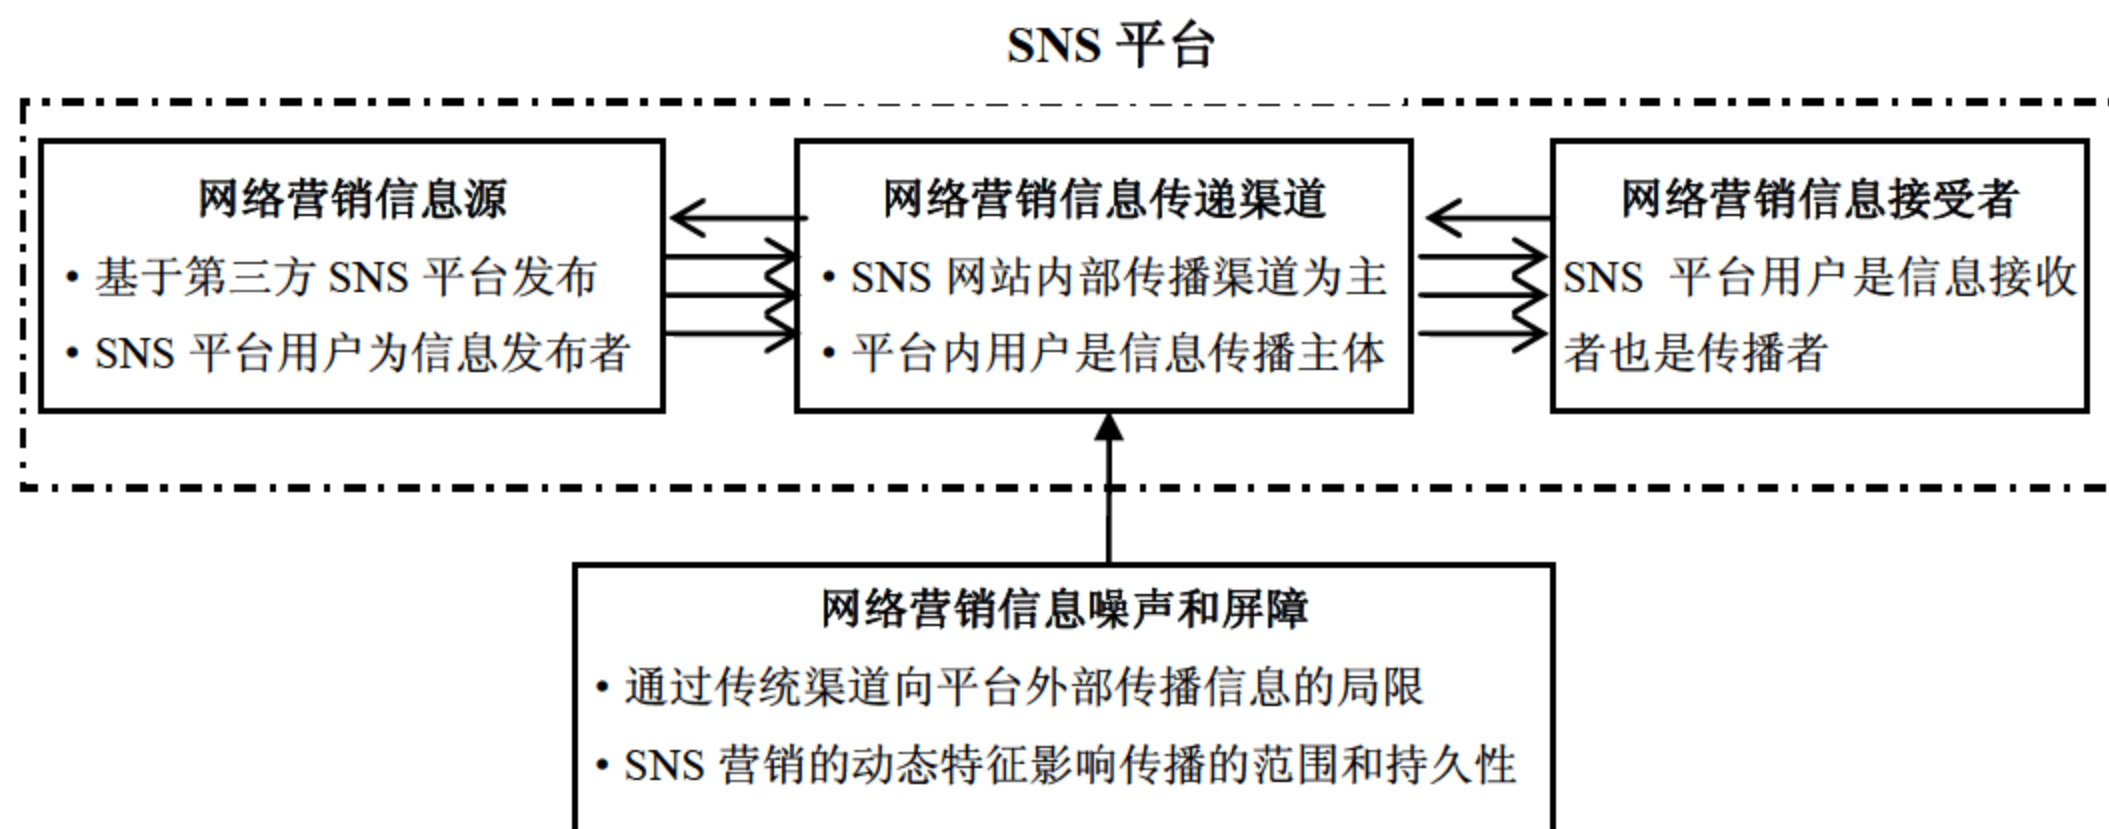 SNS 平台
网络营销信息源
• 基于第三方 SNS 平台发布
• SNS 平台用户为信息发布者
网络营销信息传递渠道
• SNS 网站内部传播渠道为主
• 平台内用户是信息传播主体
网络营销信息接受者
SNS 平台用户是信息接收
者也是传播者
网络营销信息噪声和屏障
• 通过传统渠道向平台外部传播信息的局限
• SNS 营销的动态特征影响传播的范围和持久性